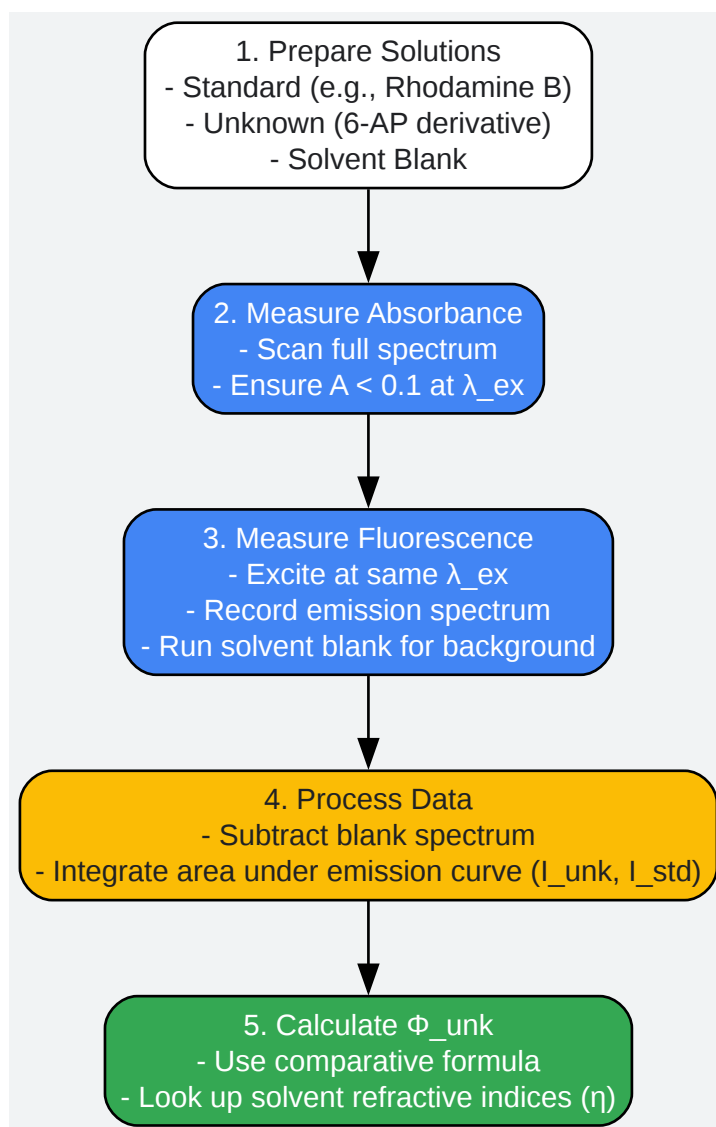 1. Prepare Solutions
- Standard (e.g., Rhodamine B)
- Unknown (6-AP derivative)
- Solvent Blank
2. Measure Absorbance
- Scan full spectrum
- Ensure A < 0.1 at λ_ex
3. Measure Fluorescence
- Excite at same λ_ex
- Record emission spectrum
- Run solvent blank for background
4. Process Data
- Subtract blank spectrum
- Integrate area under emission curve (I_unk, I_std)
5. Calculate Φ_unk
- Use comparative formula
- Look up solvent refractive indices (η)